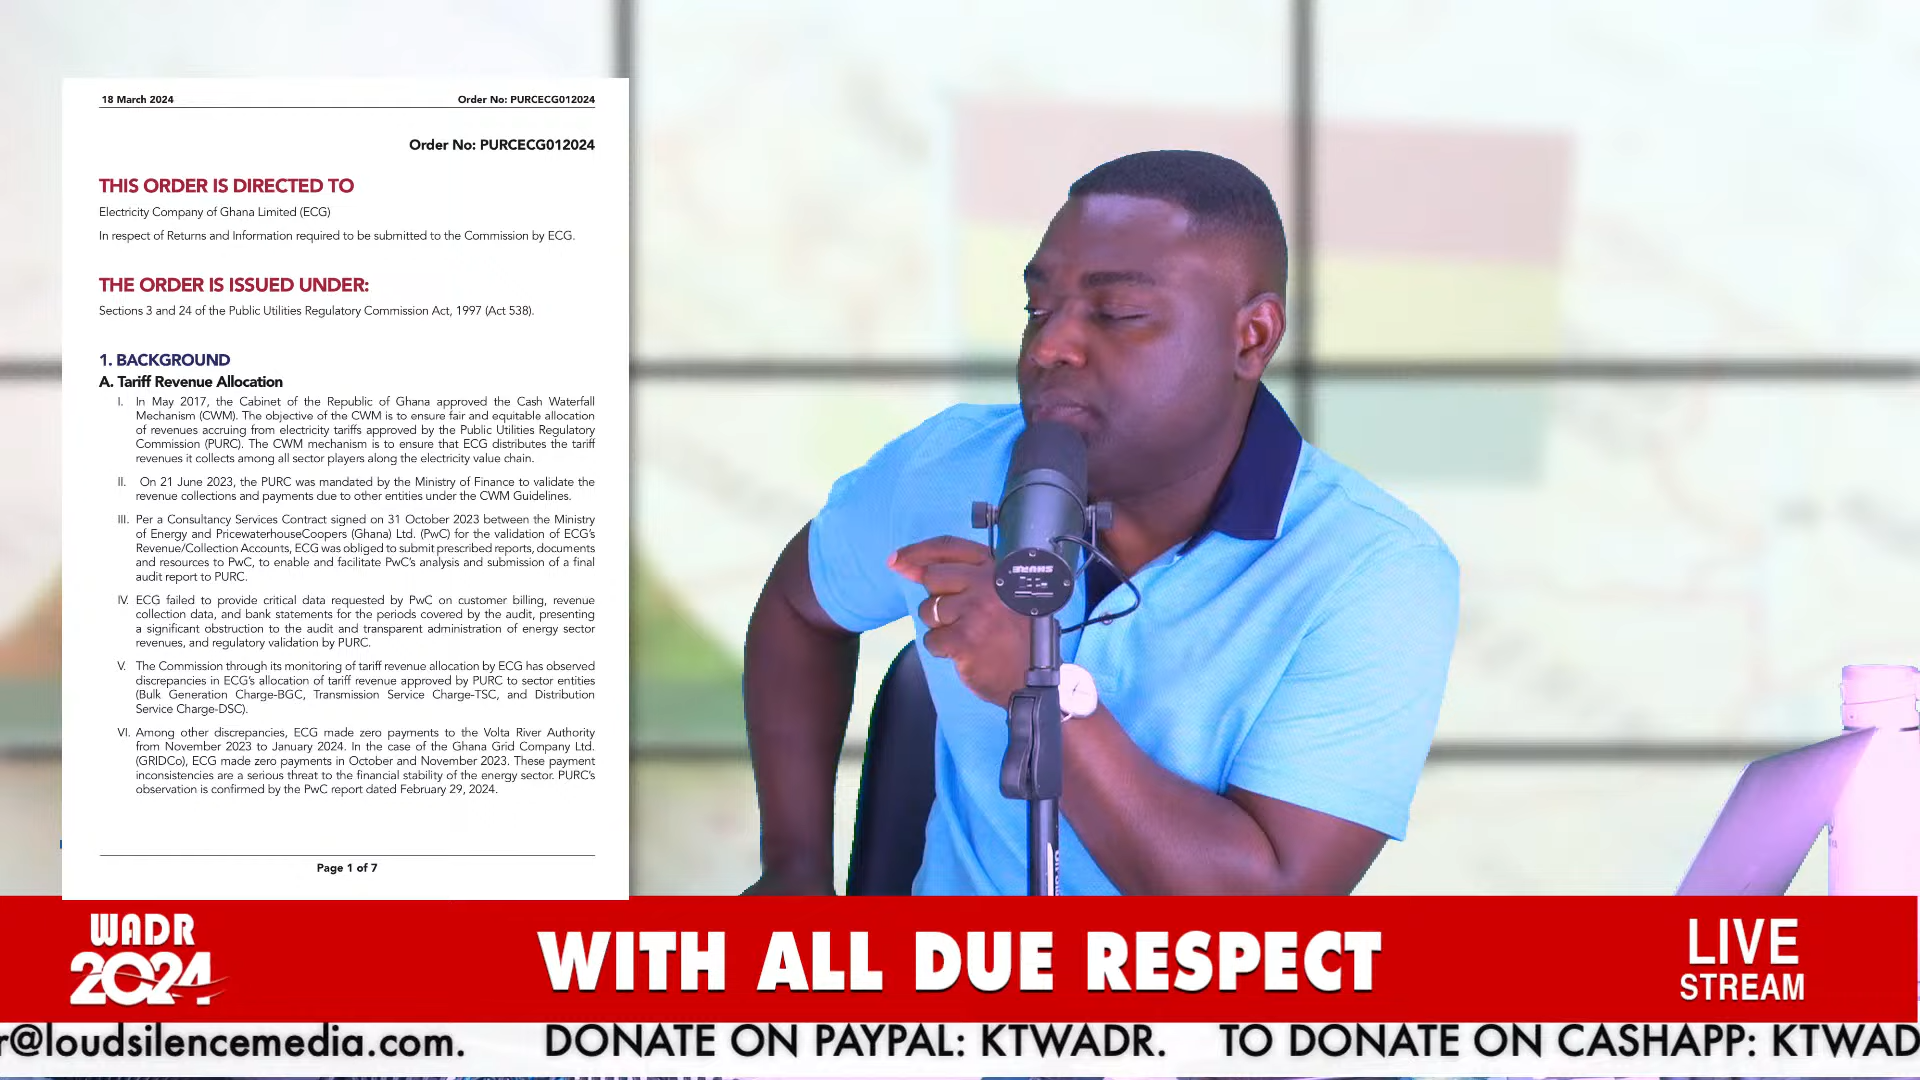 18 March 2024 Order No: PURCECG012024
Order No: PURCECG012024
THIS ORDER IS DIRECTED TO
Electricity Company of Ghana Limited (ECG)
In respect of Returns and Information required to be submitted to the Commission by ECG.
THE ORDER IS ISSUED UNDER:
Sections 3 and 24 of the Public Utilities Regulatory Commission Act, 1997 (Act 538).
1. BACKGROUND
A. Tariff Revenue Allocation
I. In May 2017, the Cabinet of the Republic of Ghana approved the Cash Waterfall
Mechanism (CWM). The objective of the CWM is to ensure fair and equitable allocation
of revenues accruing from electricity tariffs approved by the Public Utilities Regulatory
Commission (PURC). The CWM mechanism is to ensure that ECG distributes the tariff
revenues it collects among all sector players along the electricity value chain.
II. On 21 June 2023, the PURC was mandated by the Ministry of Finance to validate the
revenue collections and payments due to other entities under the CWM Guidelines.
III. Per a Consultancy Services Contract signed on 31 October 2023 between the Ministry
of Energy and PricewaterhouseCoopers (Ghana) Ltd. (PwC) for the validation of ECG's
Revenue/Collection Accounts, ECG was obliged to submit prescribed reports, documents
and resources to PwC, to enable and facilitate PwC's analysis and submission of a final
audit report to PURC.
IV. ECG failed to provide critical data requested by PwC on customer billing, revenue
collection data, and bank statements for the periods covered by the audit, presenting
a significant obstruction to the audit and transparent administration of energy sector
revenues, and regulatory validation by PURC.
V. The Commission through its monitoring of tariff revenue allocation by ECG has observed
discrepancies in ECG's allocation of tariff revenue approved by PURC to sector entities
(Bulk Generation Charge-BGC, Transmission Service Charge-TSC, and Distribution
Service Charge-DSC).
VI. Among other discrepancies, ECG made zero payments to the Volta River Authority
from November 2023 to January 2024. In the case of the Ghana Grid Company Ltd.
(GRIDCo), ECG made zero payments in October and November 2023. These payment
inconsistencies are a serious threat to the financial stability of the energy sector. PURC's
observation is confirmed by the PwC report dated February 29, 2024.
Page 1 of 7
SHURE
WADR
2024
WITH ALL DUE RESPECT
LIVE
STREAM
r@loudsilencemedia.com. DONATE ON PAYPAL: KTWADR. TO DONATE ON CASHAPP: KTWAD